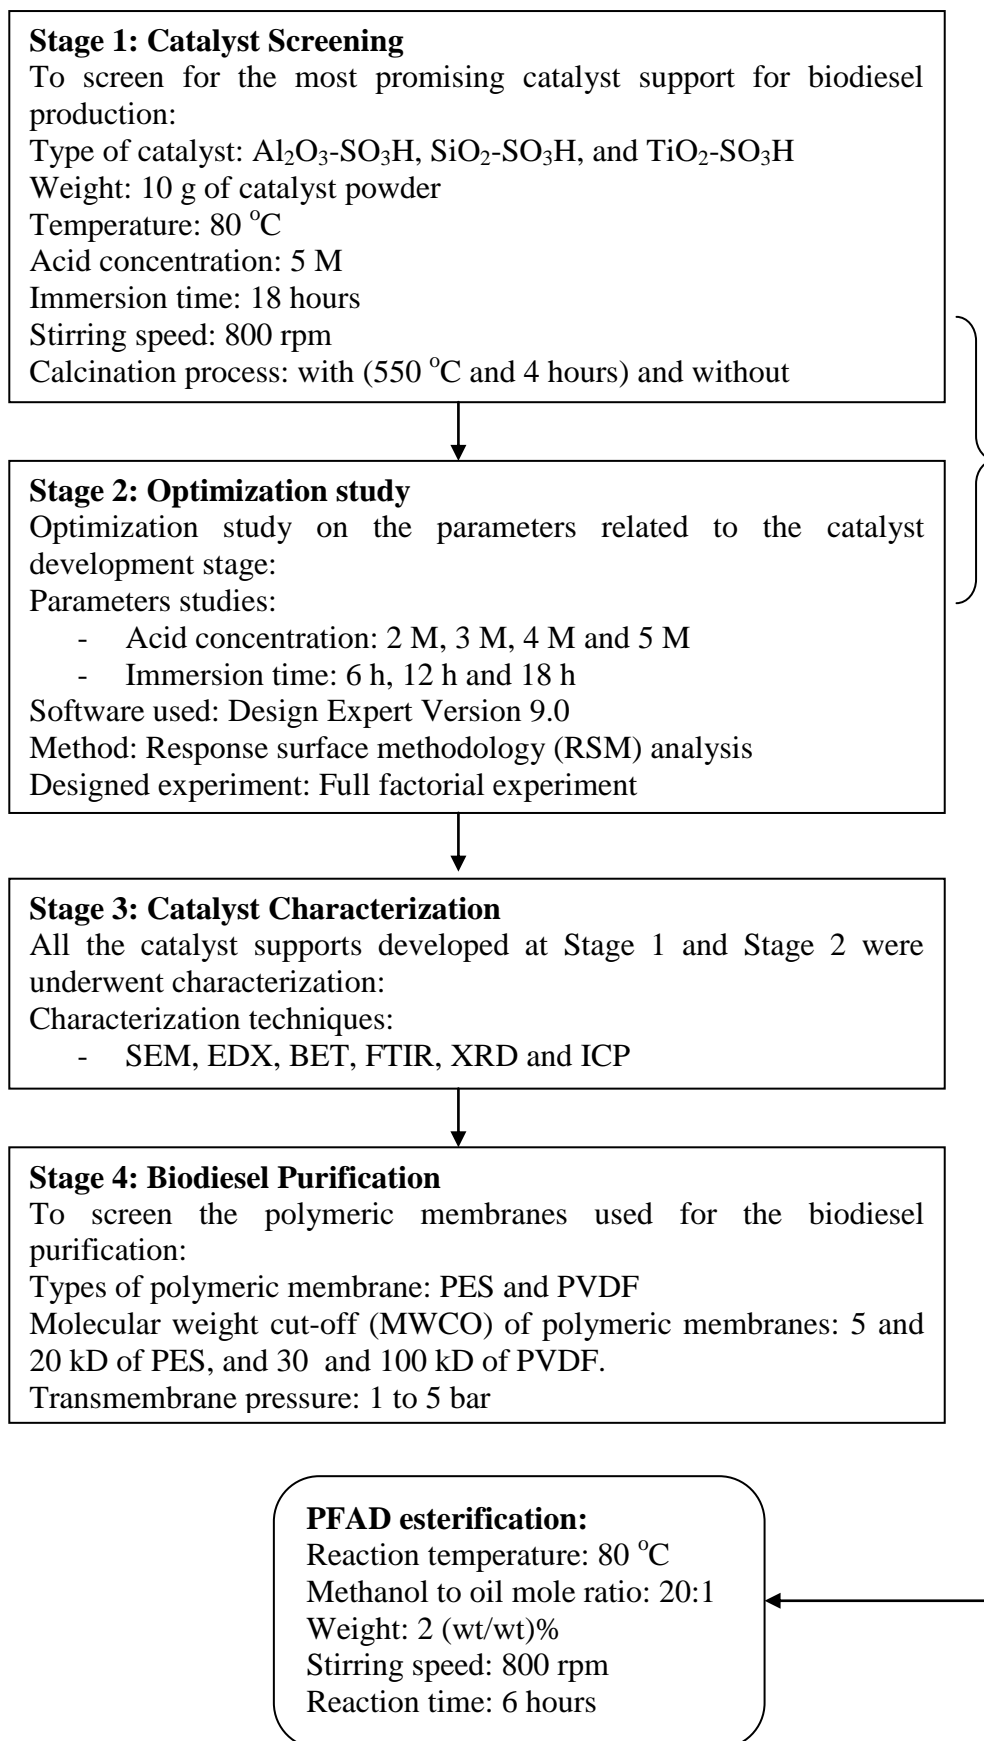 Stage 1: Catalyst Screening
To screen for the most promising catalyst support for biodiesel
production:
Type of catalyst: Al₂O₃-SO₃H, SiO₂-SO₃H, and TiO₂-SO₃H
Weight: 10 g of catalyst powder
Temperature: 80 °C
Acid concentration: 5 M
Immersion time: 18 hours
Stirring speed: 800 rpm
Calcination process: with (550 °C and 4 hours) and without
Stage 2: Optimization study
Optimization study on the parameters related to the catalyst
development stage:
Parameters studies:
- Acid concentration: 2 M, 3 M, 4 M and 5 M
- Immersion time: 6 h, 12 h and 18 h
Software used: Design Expert Version 9.0
Method: Response surface methodology (RSM) analysis
Designed experiment: Full factorial experiment
Stage 3: Catalyst Characterization
All the catalyst supports developed at Stage 1 and Stage 2 were
underwent characterization:
Characterization techniques:
- SEM, EDX, BET, FTIR, XRD and ICP
Stage 4: Biodiesel Purification
To screen the polymeric membranes used for the biodiesel
purification:
Types of polymeric membrane: PES and PVDF
Molecular weight cut-off (MWCO) of polymeric membranes: 5 and
20 kD of PES, and 30 and 100 kD of PVDF.
Transmembrane pressure: 1 to 5 bar
PFAD esterification:
Reaction temperature: 80 °C
Methanol to oil mole ratio: 20:1
Weight: 2 (wt/wt)%
Stirring speed: 800 rpm
Reaction time: 6 hours